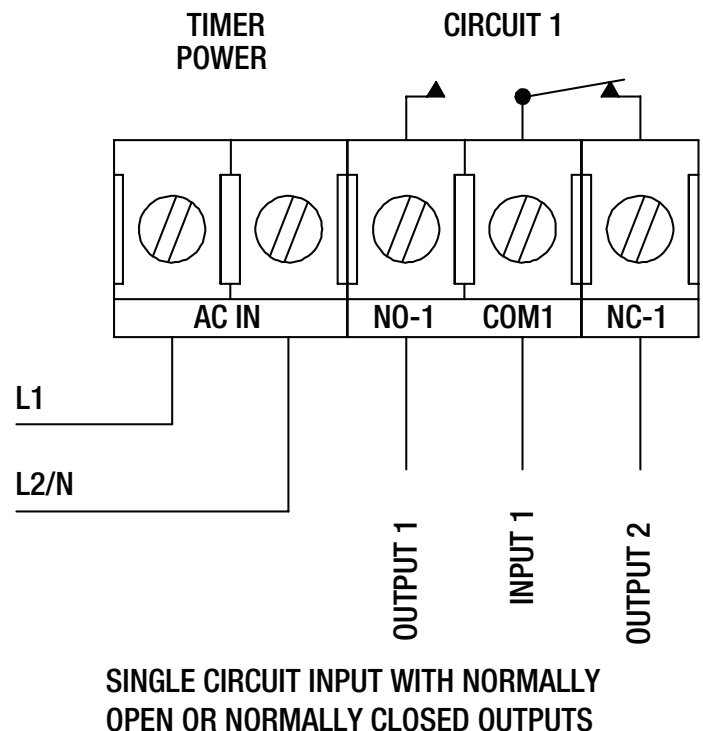 TIMER
POWER
CIRCUIT 1
AC IN
NO-1
COM1
NC-1
L1
L2/N
OUTPUT 1
INPUT 1
OUTPUT 2
SINGLE CIRCUIT INPUT WITH NORMALLY
OPEN OR NORMALLY CLOSED OUTPUTS